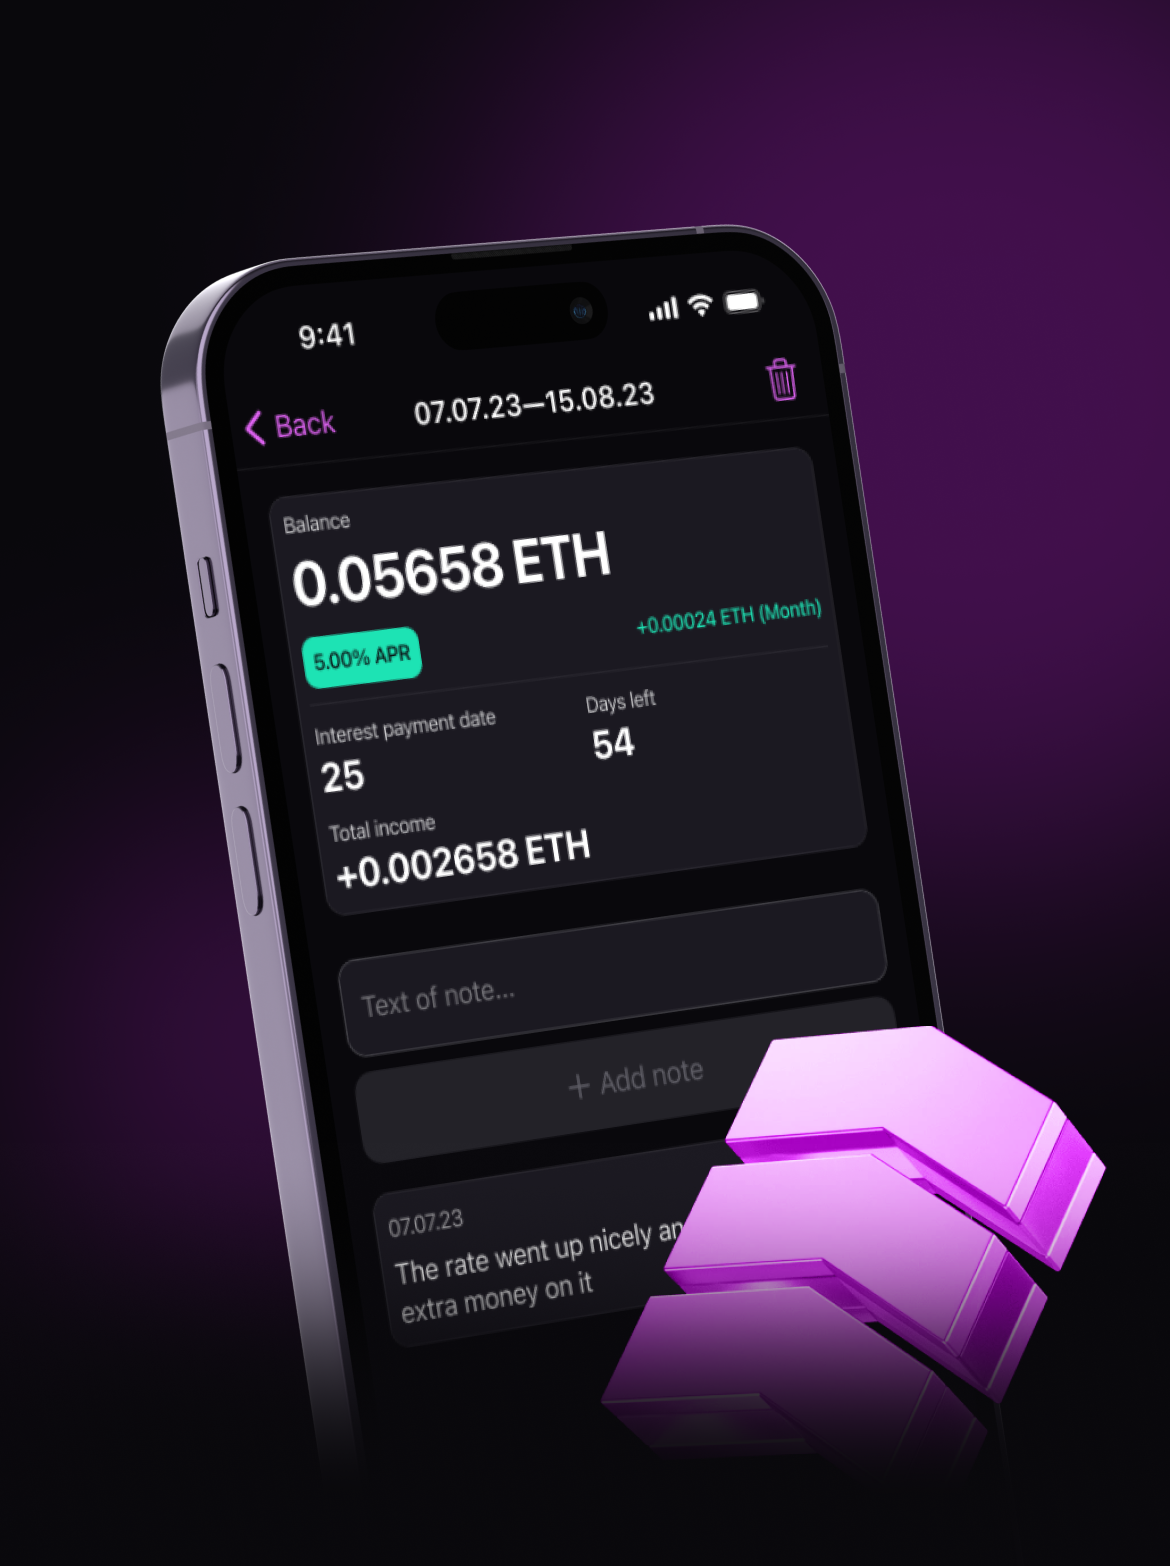 9:41
Back
07.07.23—15.08.23
Balance
0.05658 ETH
5.00% APR
+0.00024 ETH (Month)
Interest payment date
Days left
25
54
Total income
+0.002658 ETH
Text of note...
+ Add note
07.07.23
The rate went up nicely
extra money on it